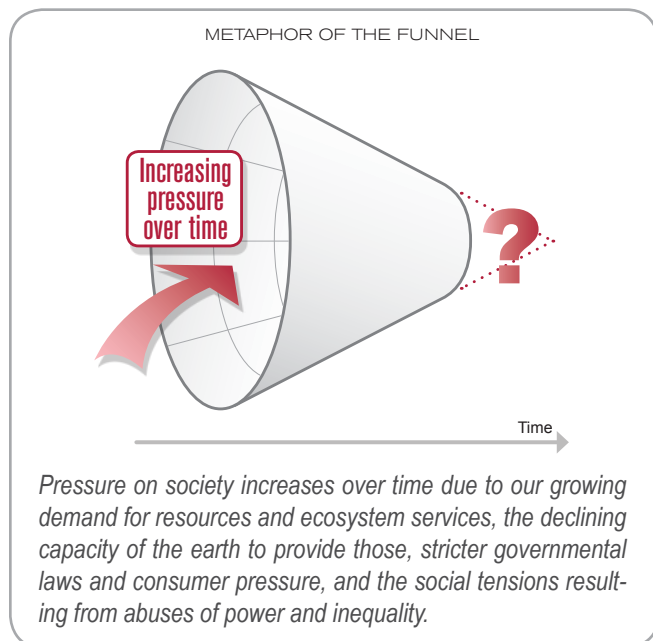 METAPHOR OF THE FUNNEL
Increasing
pressure
over time
?
Time
Pressure on society increases over time due to our growing
demand for resources and ecosystem services, the declining
capacity of the earth to provide those, stricter governmental
laws and consumer pressure, and the social tensions result-
ing from abuses of power and inequality.